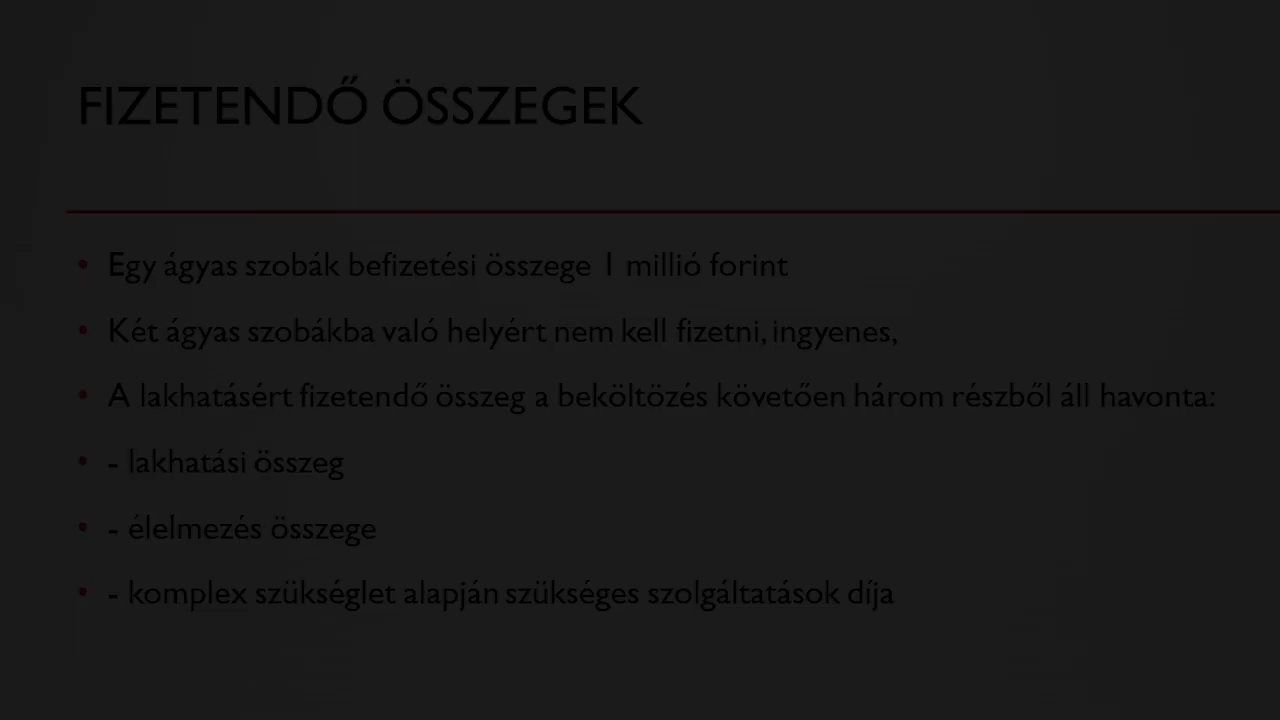 FIZETENDŐ ÖSSZEGEK
• Egy ágyas szobák befizetési összege 1 millió forint
• Két ágyas szobákba való helyért nem kell fizetni, ingyenes,
• A lakhatásért fizetendő összeg a beköltözés követően három részből áll havonta:
• - lakhatási összeg
• - élelmezés összege
• - komplex szükséglet alapján szükséges szolgáltatások díja